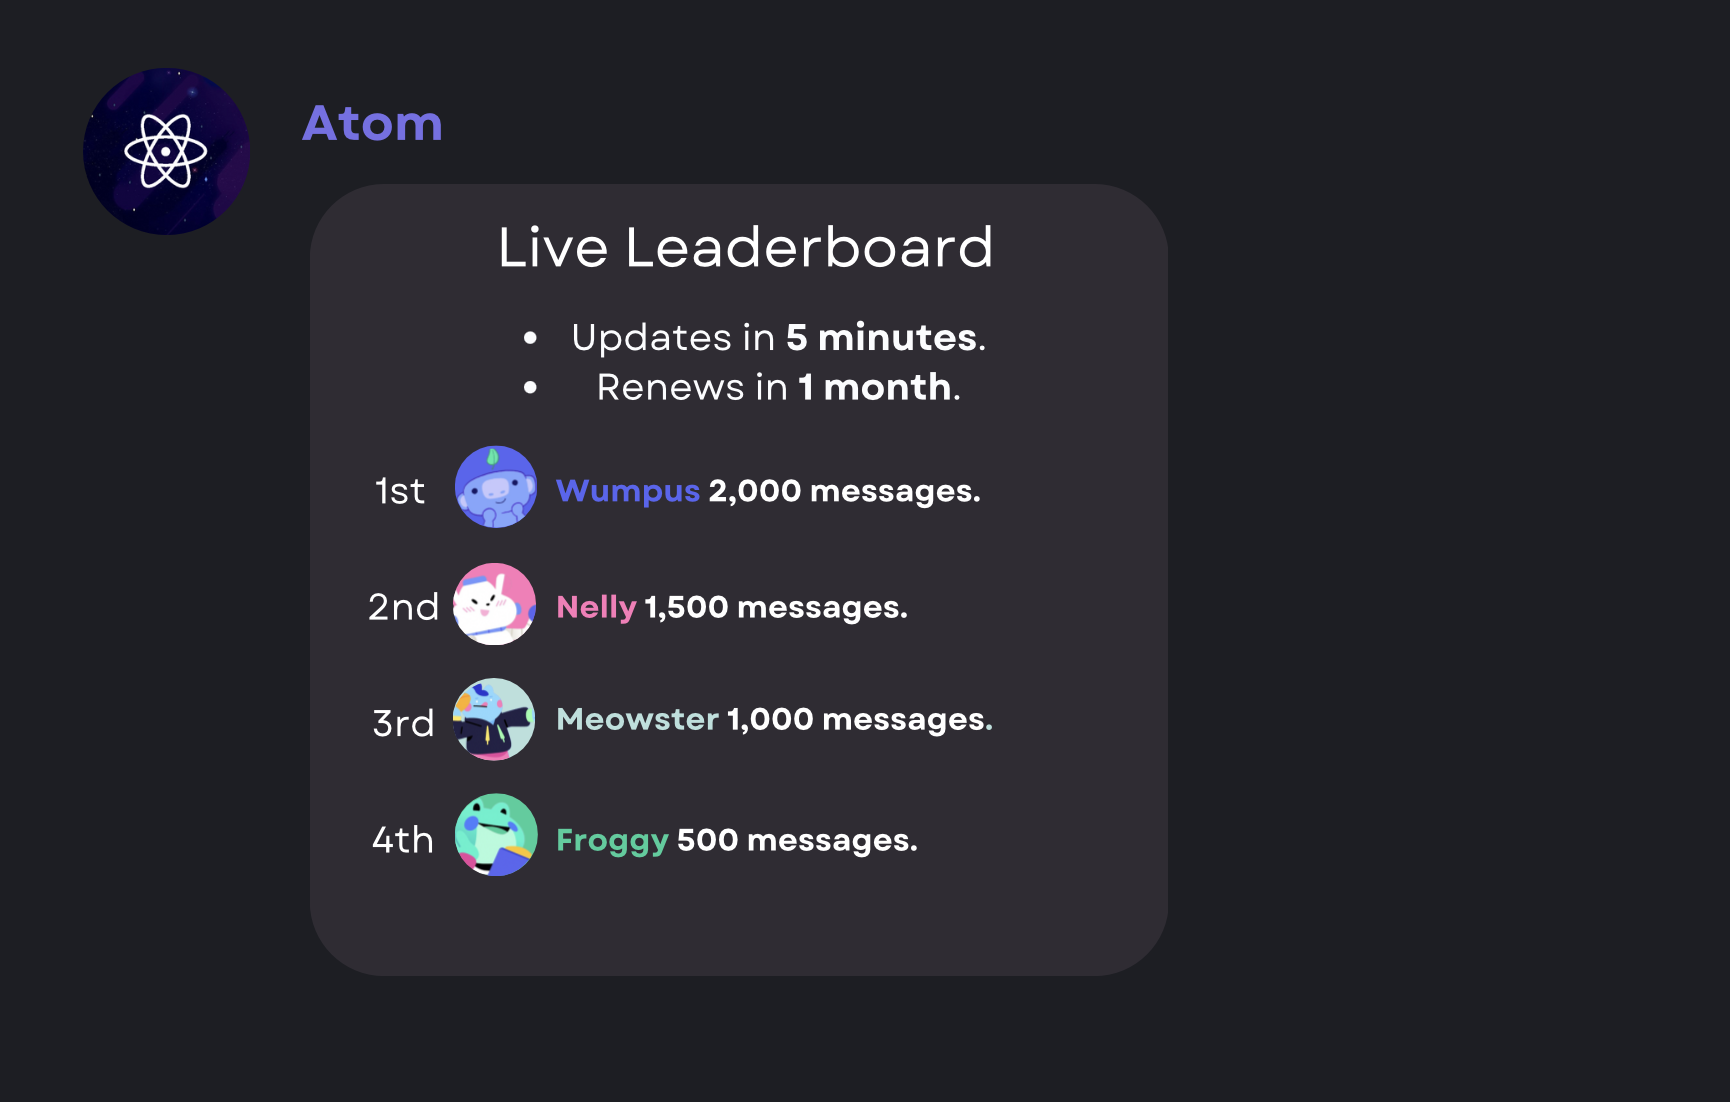 Atom
Live Leaderboard
• Updates in 5 minutes.
• Renews in 1 month.
1st Wumpus 2,000 messages.
2nd Nelly 1,500 messages.
3rd Meowster 1,000 messages.
4th Froggy 500 messages.